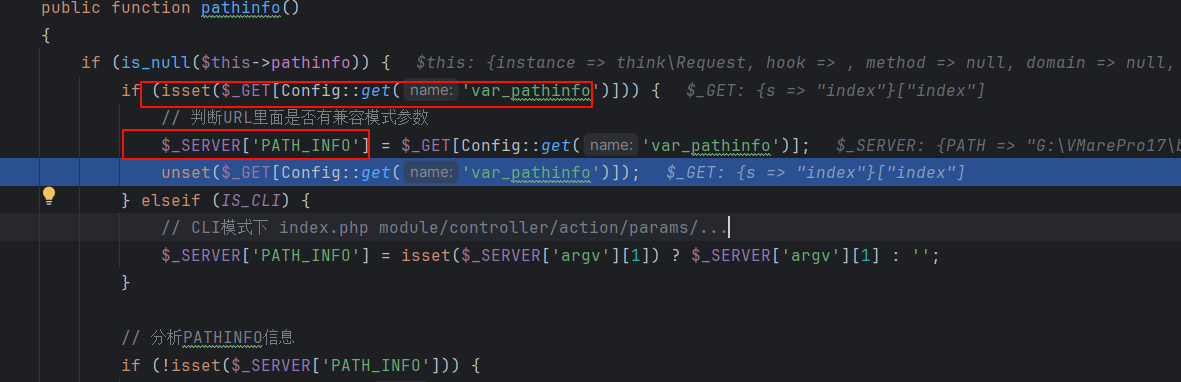 public function pathinfo()
{
if (is_null($this->pathinfo)) { $this: {instance => think\Request, hook => , method => null, domain => null,
if (isset($_GET[Config::get( name: 'var_pathinfo')])) { $_GET: {s => "index"}["index"]
// 判断URL里面是否有兼容模式参数
$_SERVER['PATH_INFO'] = $_GET[Config::get( name: 'var_pathinfo')]; $_SERVER: {PATH => "G:\VMarePro17\b
unset($_GET[Config::get( name: 'var_pathinfo')]); $_GET: {s => "index"}["index"]
} elseif (IS_CLI) {
// CLI模式下 index.php module/controller/action/params/...
$_SERVER['PATH_INFO'] = isset($_SERVER['argv'][1]) ? $_SERVER['argv'][1] : '';
}
// 分析PATHINFO信息
if (!isset($_SERVER['PATH_INFO'])) {